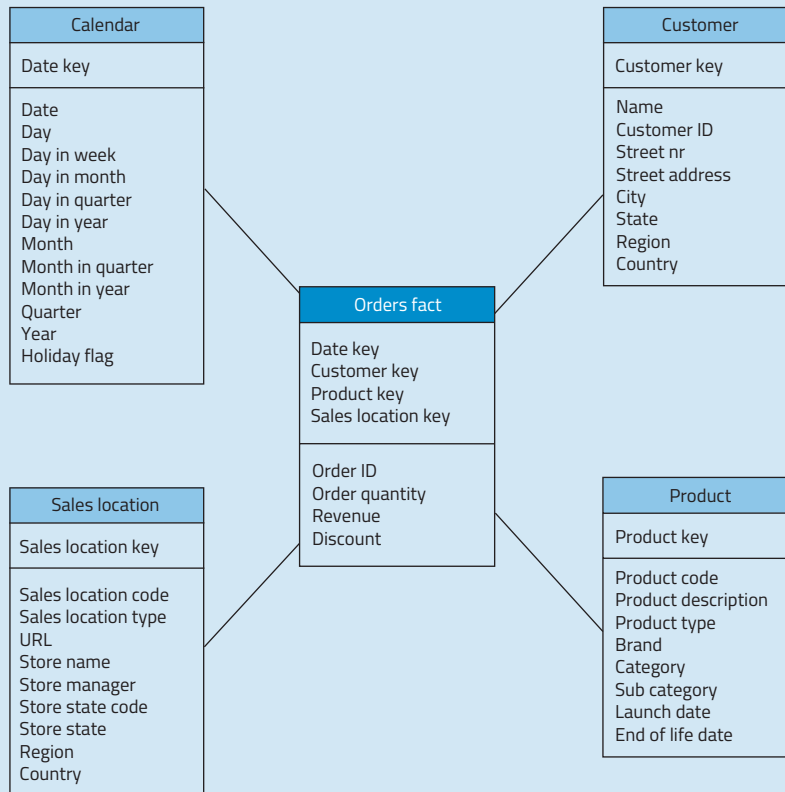 Calendar
Date key
Date
Day
Day in week
Day in month
Day in quarter
Day in year
Month
Month in quarter
Month in year
Quarter
Year
Holiday flag
Customer
Customer key
Name
Customer ID
Street nr
Street address
City
State
Region
Country
Orders fact
Date key
Customer key
Product key
Sales location key
Order ID
Order quantity
Revenue
Discount
Sales location
Sales location key
Sales location code
Sales location type
URL
Store name
Store manager
Store state code
Store state
Region
Country
Product
Product key
Product code
Product description
Product type
Brand
Category
Sub category
Launch date
End of life date